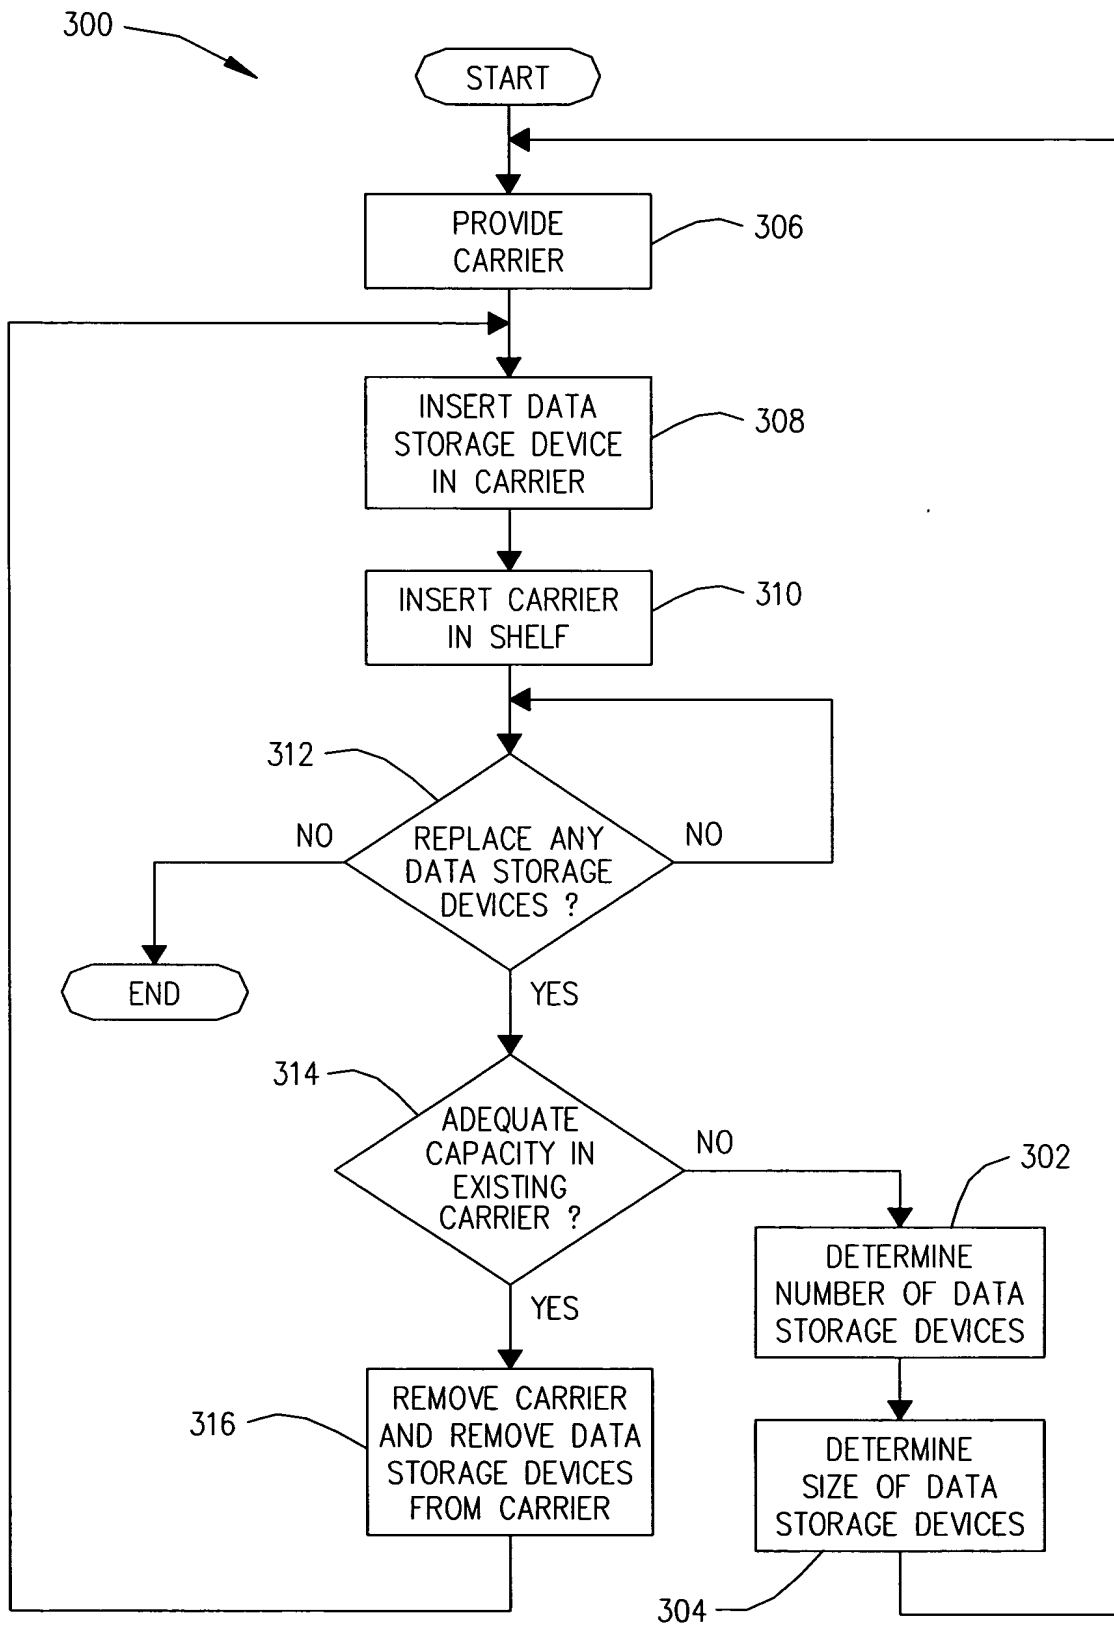 300
START
PROVIDE
CARRIER
306
INSERT DATA
STORAGE DEVICE
IN CARRIER
308
INSERT CARRIER
IN SHELF
310
312
NO
REPLACE ANY
DATA STORAGE
DEVICES ?
NO
END
YES
314
ADEQUATE
CAPACITY IN
EXISTING
CARRIER ?
NO
302
YES
DETERMINE
NUMBER OF DATA
STORAGE DEVICES
316
REMOVE CARRIER
AND REMOVE DATA
STORAGE DEVICES
FROM CARRIER
DETERMINE
SIZE OF DATA
STORAGE DEVICES
304